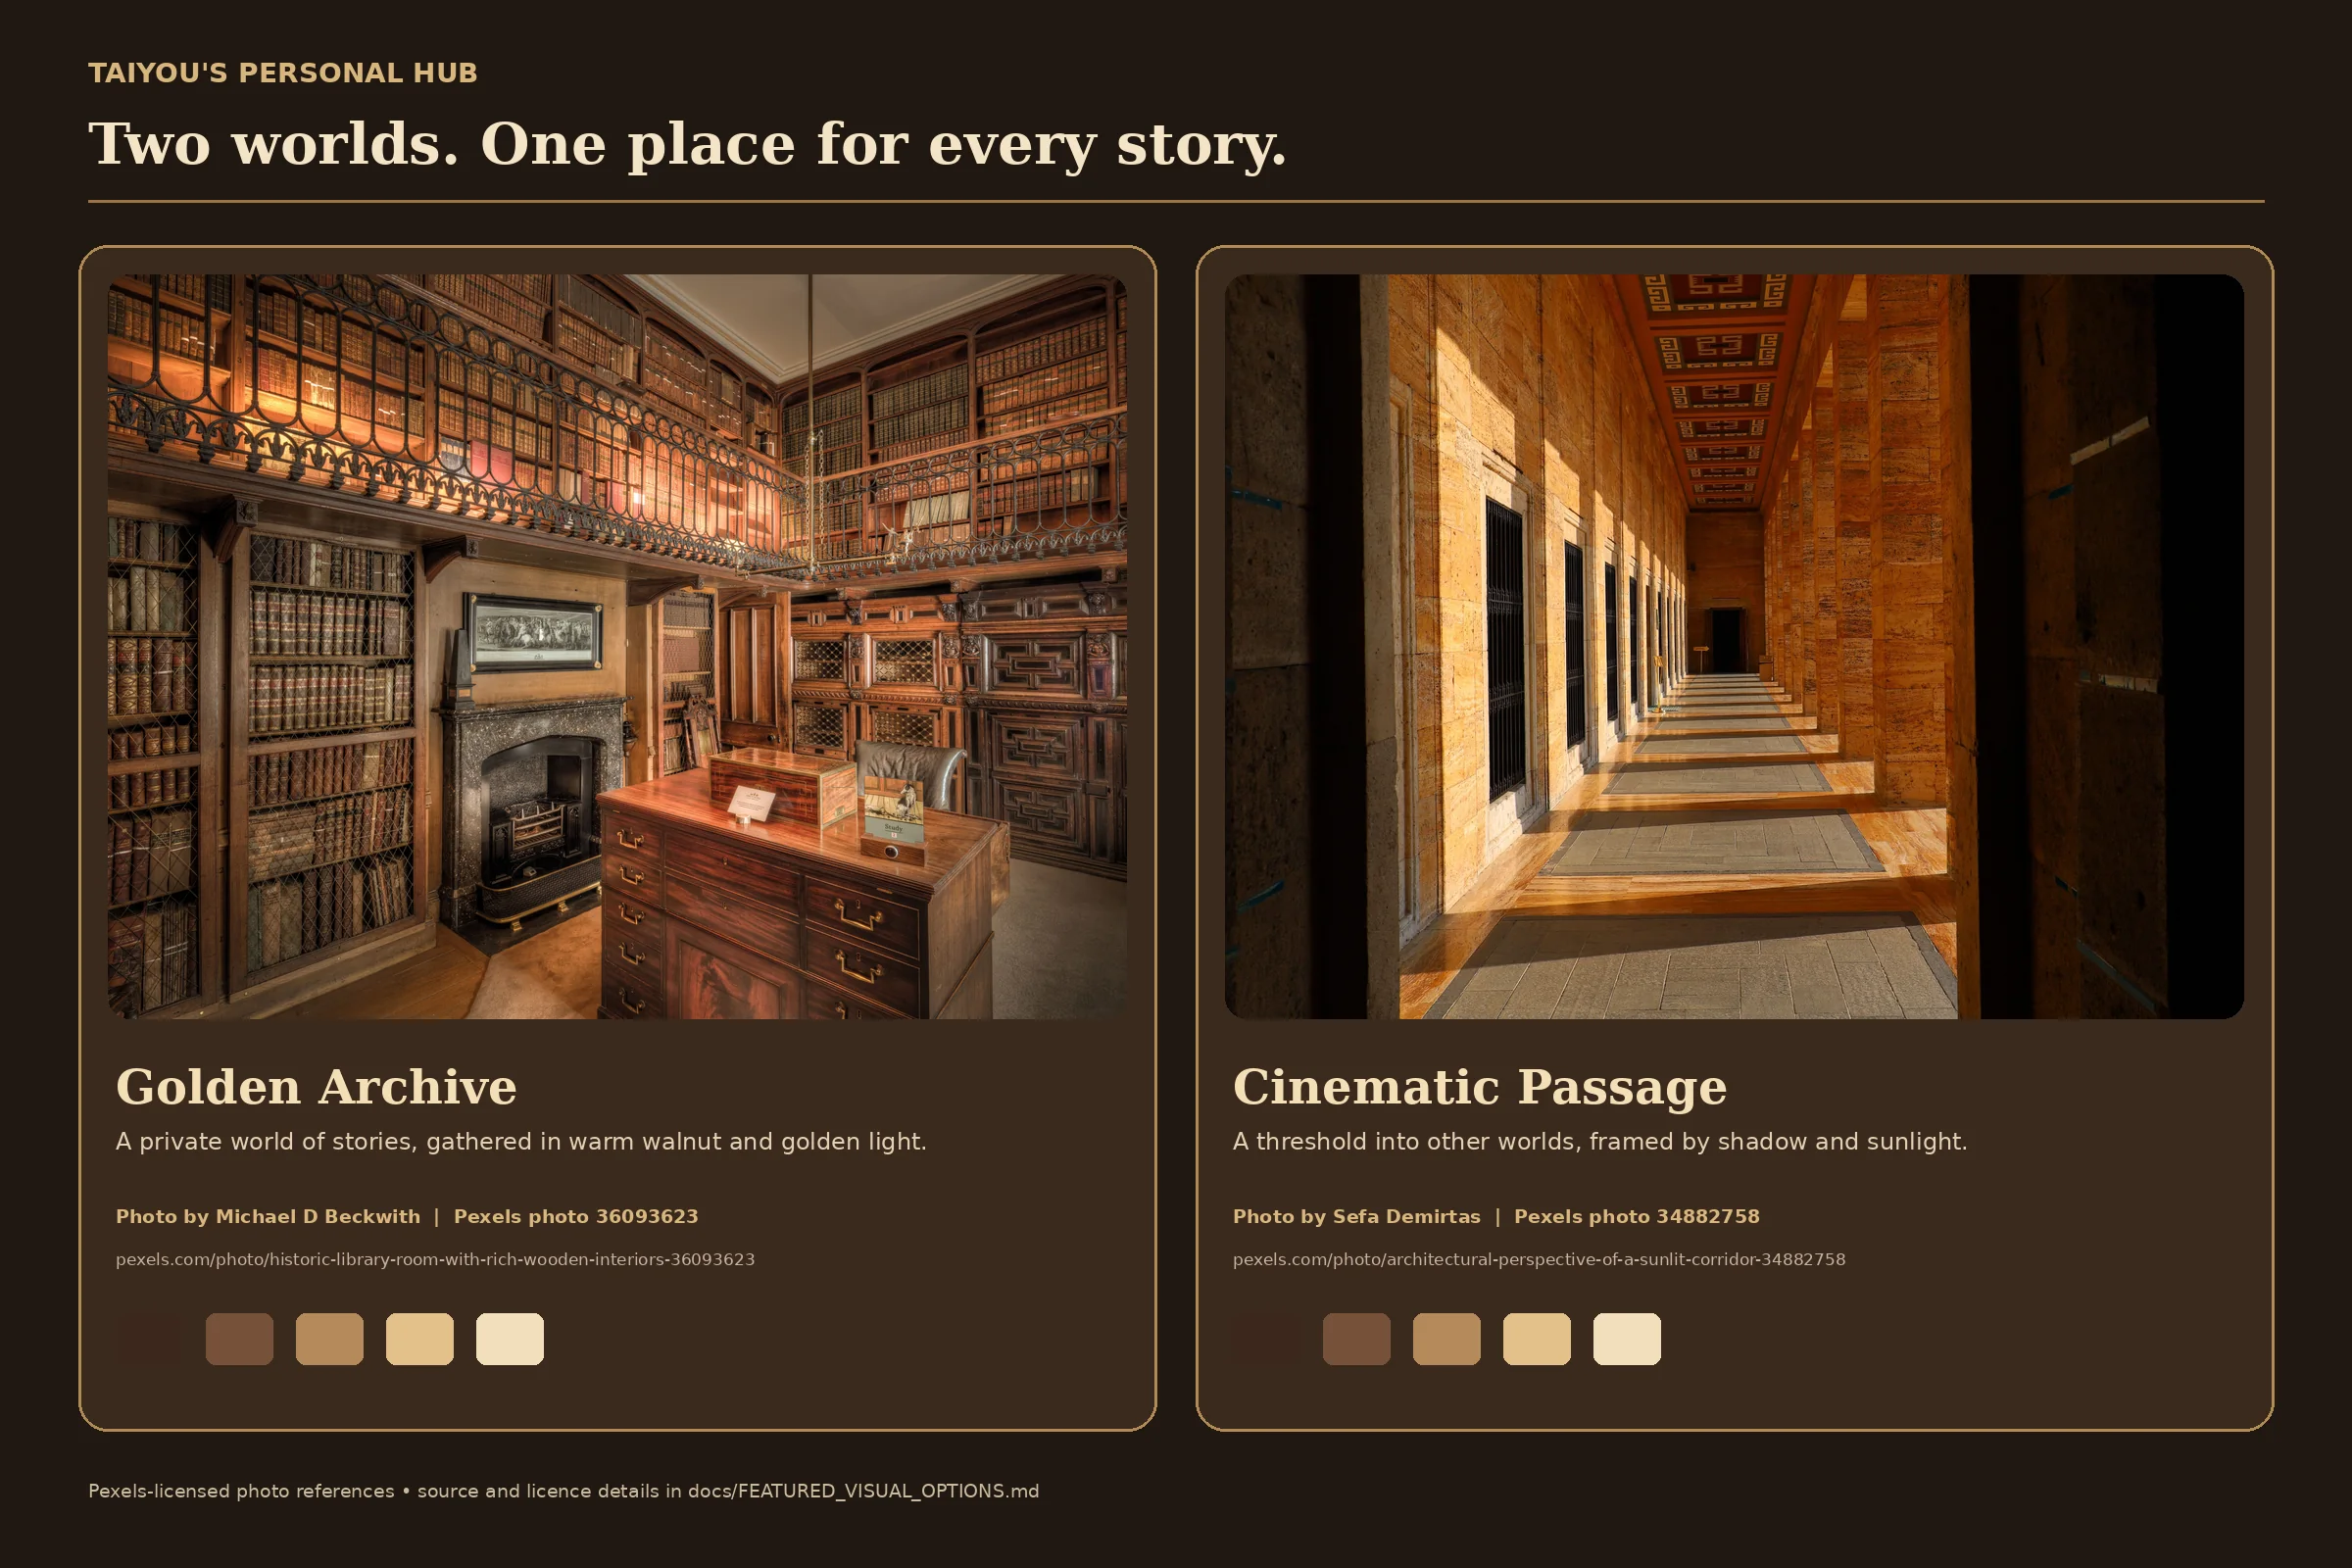 TAIYOU'S PERSONAL HUB
Two worlds. One place for every story.
Golden Archive
A private world of stories, gathered in warm walnut and golden light.
Photo by Michael D Beckwith | Pexels photo 36093623
pexels.com/photo/historic-library-room-with-rich-wooden-interiors-36093623
Cinematic Passage
A threshold into other worlds, framed by shadow and sunlight.
Photo by Sefa Demirtas | Pexels photo 34882758
pexels.com/photo/architectural-perspective-of-a-sunlit-corridor-34882758
Pexels-licensed photo references • source and licence details in docs/FEATURED_VISUAL_OPTIONS.md